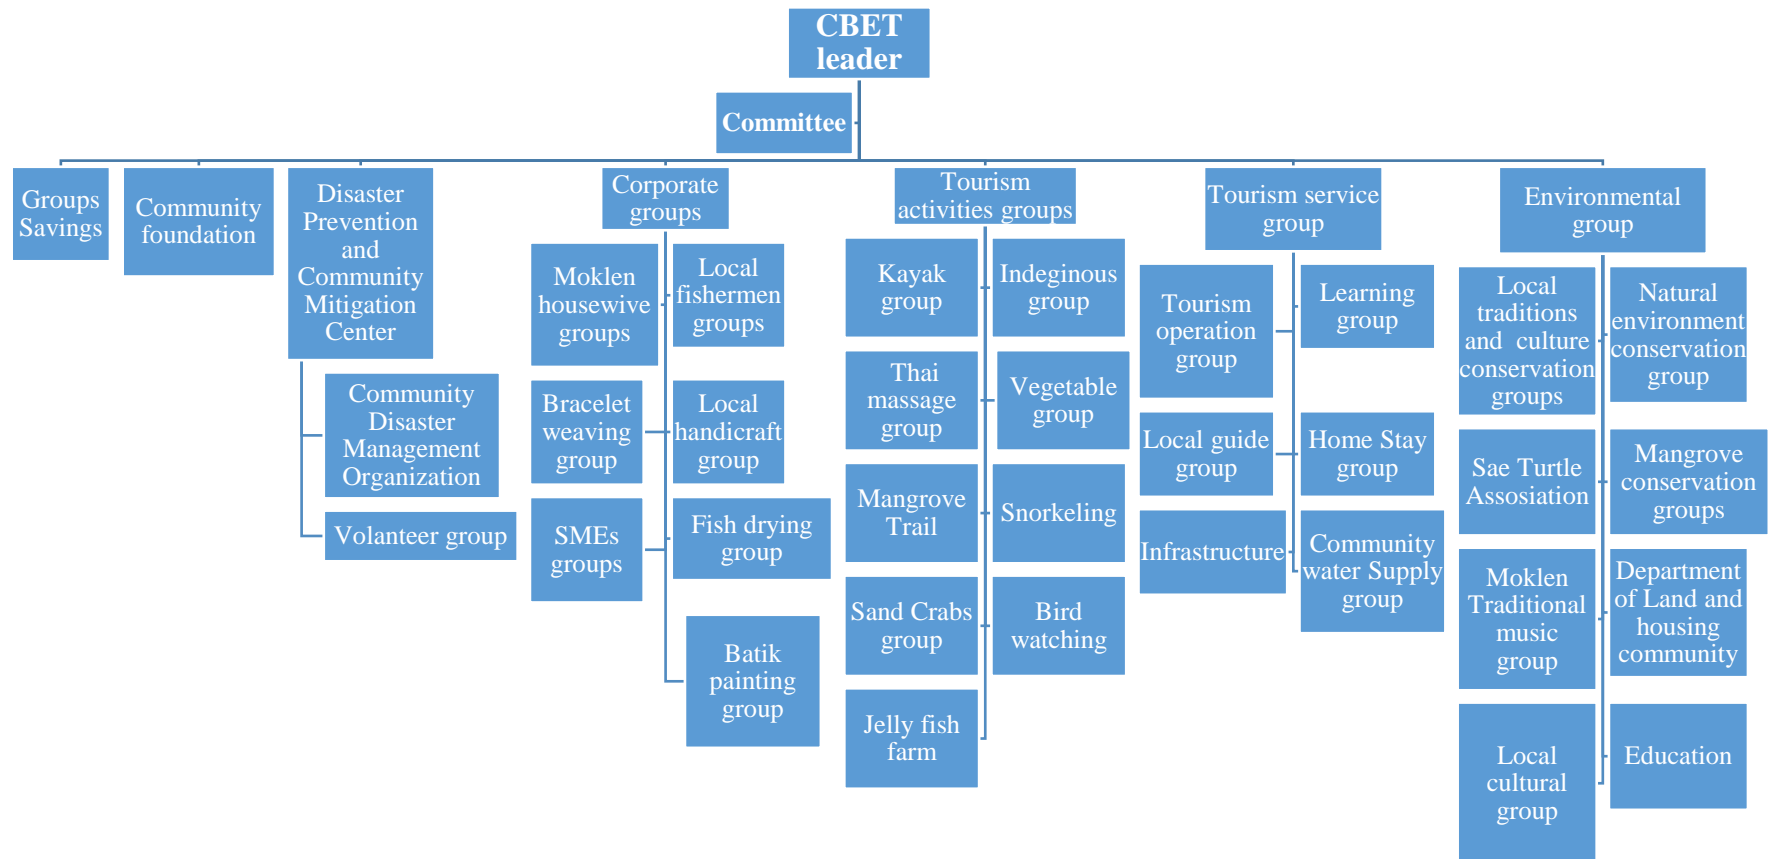 CBET
leader
Committee
Groups
Savings
Community
foundation
Disaster
Prevention
and
Community
Mitigation
Center
Community
Disaster
Management
Organization
Volanteer group
Corporate
groups
Moklen
housewive
groups
Local
fishermen
groups
Bracelet
weaving
group
Local
handicraft
group
SMEs
groups
Fish drying
group
Batik
painting
group
Tourism
activities groups
Kayak
group
Indeginous
group
Thai
massage
group
Vegetable
group
Mangrove
Trail
Snorkeling
Sand Crabs
group
Bird
watching
Jelly fish
farm
Tourism service
group
Tourism
operation
group
Learning
group
Local guide
group
Home Stay
group
Infrastructure
Community
water Supply
group
Environmental
group
Local
traditions
and culture
conservation
groups
Natural
environment
conservation
group
Sae Turtle
Assosiation
Mangrove
conservation
groups
Moklen
Traditional
music
group
Department
of Land and
housing
community
Local
cultural
group
Education